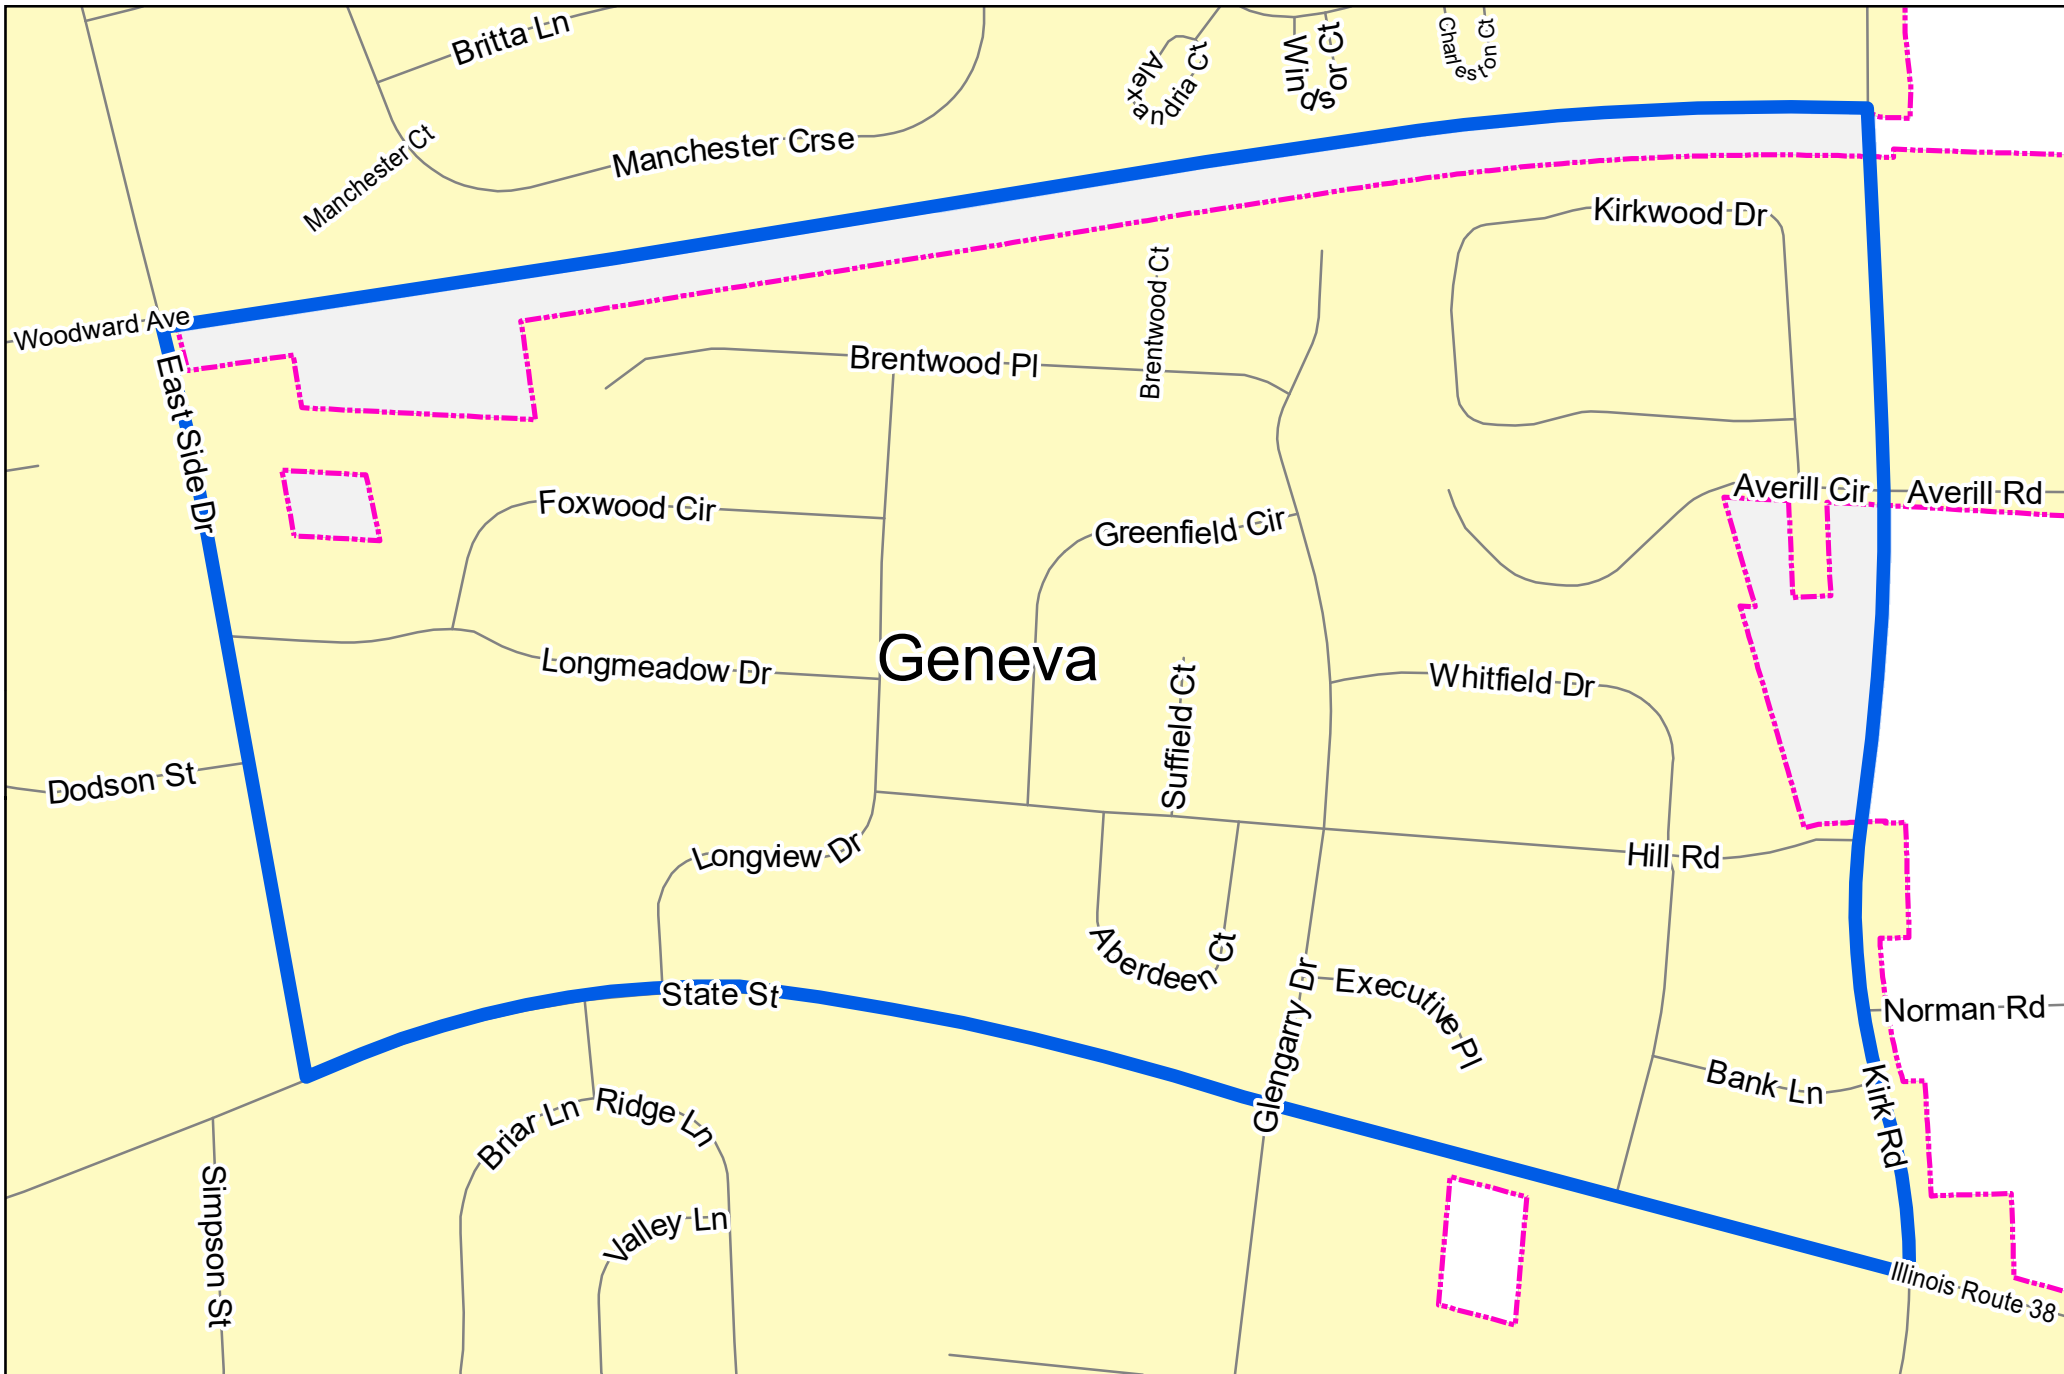 Britta Ln
Alexandria Ct
Windsor Ct
Charleston Ct
Manchester Ct
Manchester Crse
Kirkwood Dr
Woodward Ave
Brentwood Ct
Brentwood Pl
East Side Dr
Foxwood Cir
Greenfield Cir
Averill Cir
Averill Rd
Geneva
Longmeadow Dr
Suffield Ct
Whitfield Dr
Dodson St
Longview Dr
Hill Rd
Aberdeen Ct
State St
Glengarry Dr
Executive Pl
Norman Rd
Bank Ln
Kirk Rd
Briar Ln
Ridge Ln
Simpson St
Valley Ln
Illinois Route 38